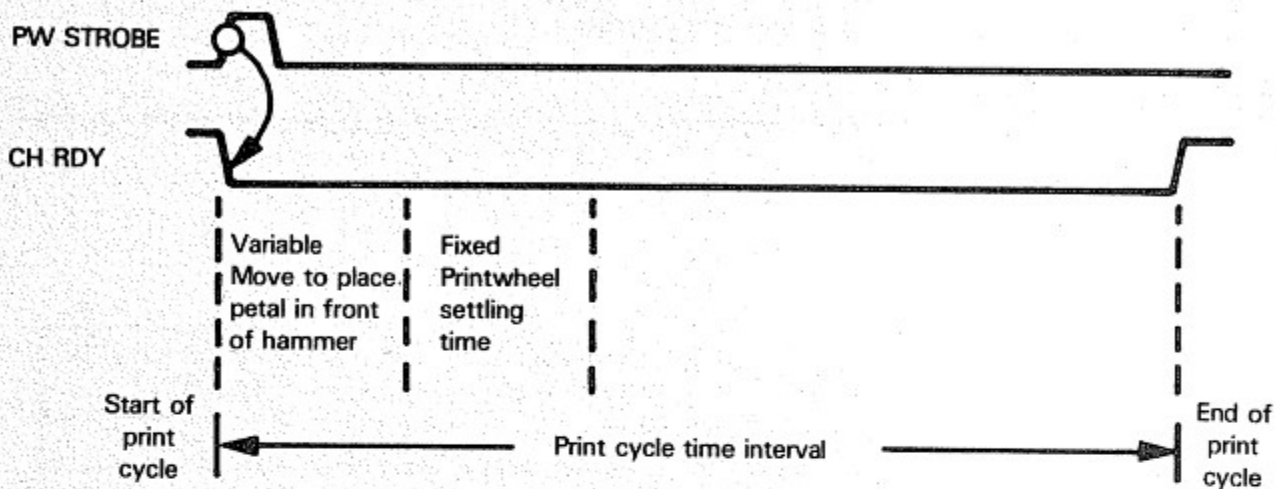 PW STROBE
CH RDY
Variable
Move to place
petal in front
of hammer
Fixed
Printwheel
settling
time
Start of
print
cycle
Print cycle time interval
End of
print
cycle